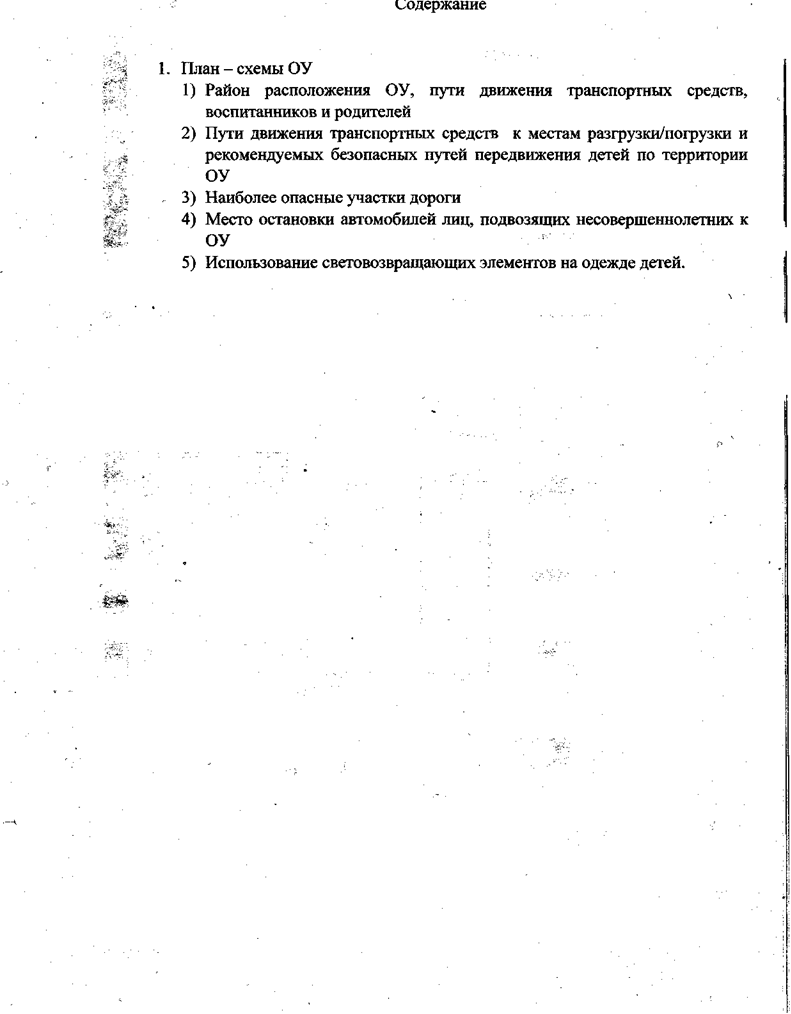 Содержание
1. План – схемы ОУ
1) Район расположения ОУ, пути движения транспортных средств,
воспитанников и родителей
2) Пути движения транспортных средств к местам разгрузки/погрузки и
рекомендуемых безопасных путей передвижения детей по территории
ОУ
3) Наиболее опасные участки дороги
4) Место остановки автомобилей лиц, подвозящих несовершеннолетних к
ОУ
5) Использование световозвращающих элементов на одежде детей.